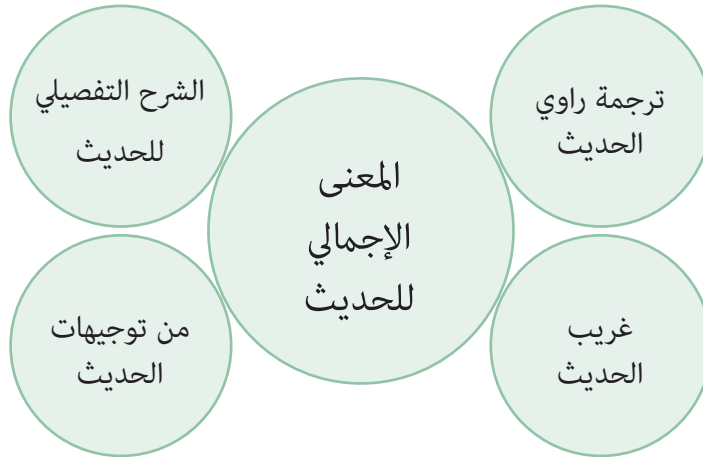 ترجمة راوي
الحديث
غريب
الحديث
المعنى
الإجمالي
للحديث
الشرح التفصيلي
للحديث
من توجيهات
الحديث